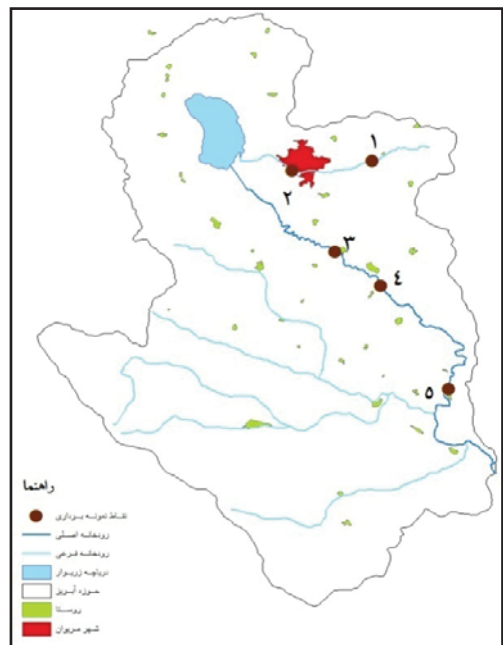 ۱
۲
۳
۴
۵
راهنما
نقاط نمونه برداری
رودخانه اصلی
رودخانه فرعی
دریاچه زریوار
حوزه آبریز
روستا
شهر مریوان